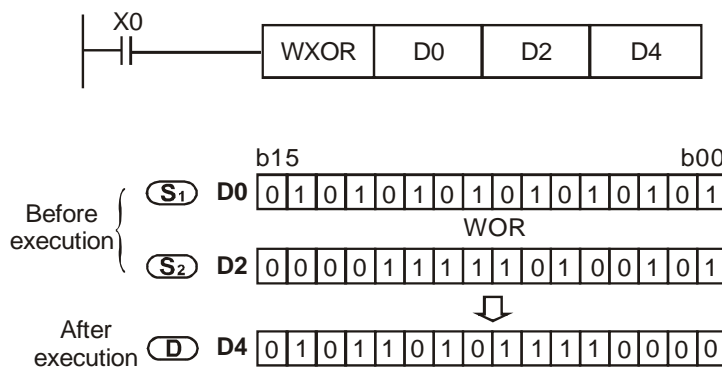 X0
WXOR D0 D2 D4
b15 b00
Before execution
S1 D0 0 1 0 1 0 1 0 1 0 1 0 1 0 1 0 1
WOR
S2 D2 0 0 0 0 1 1 1 1 1 0 1 0 0 1 0 1
After execution
D D4 0 1 0 1 1 0 1 0 1 1 1 1 0 0 0 0